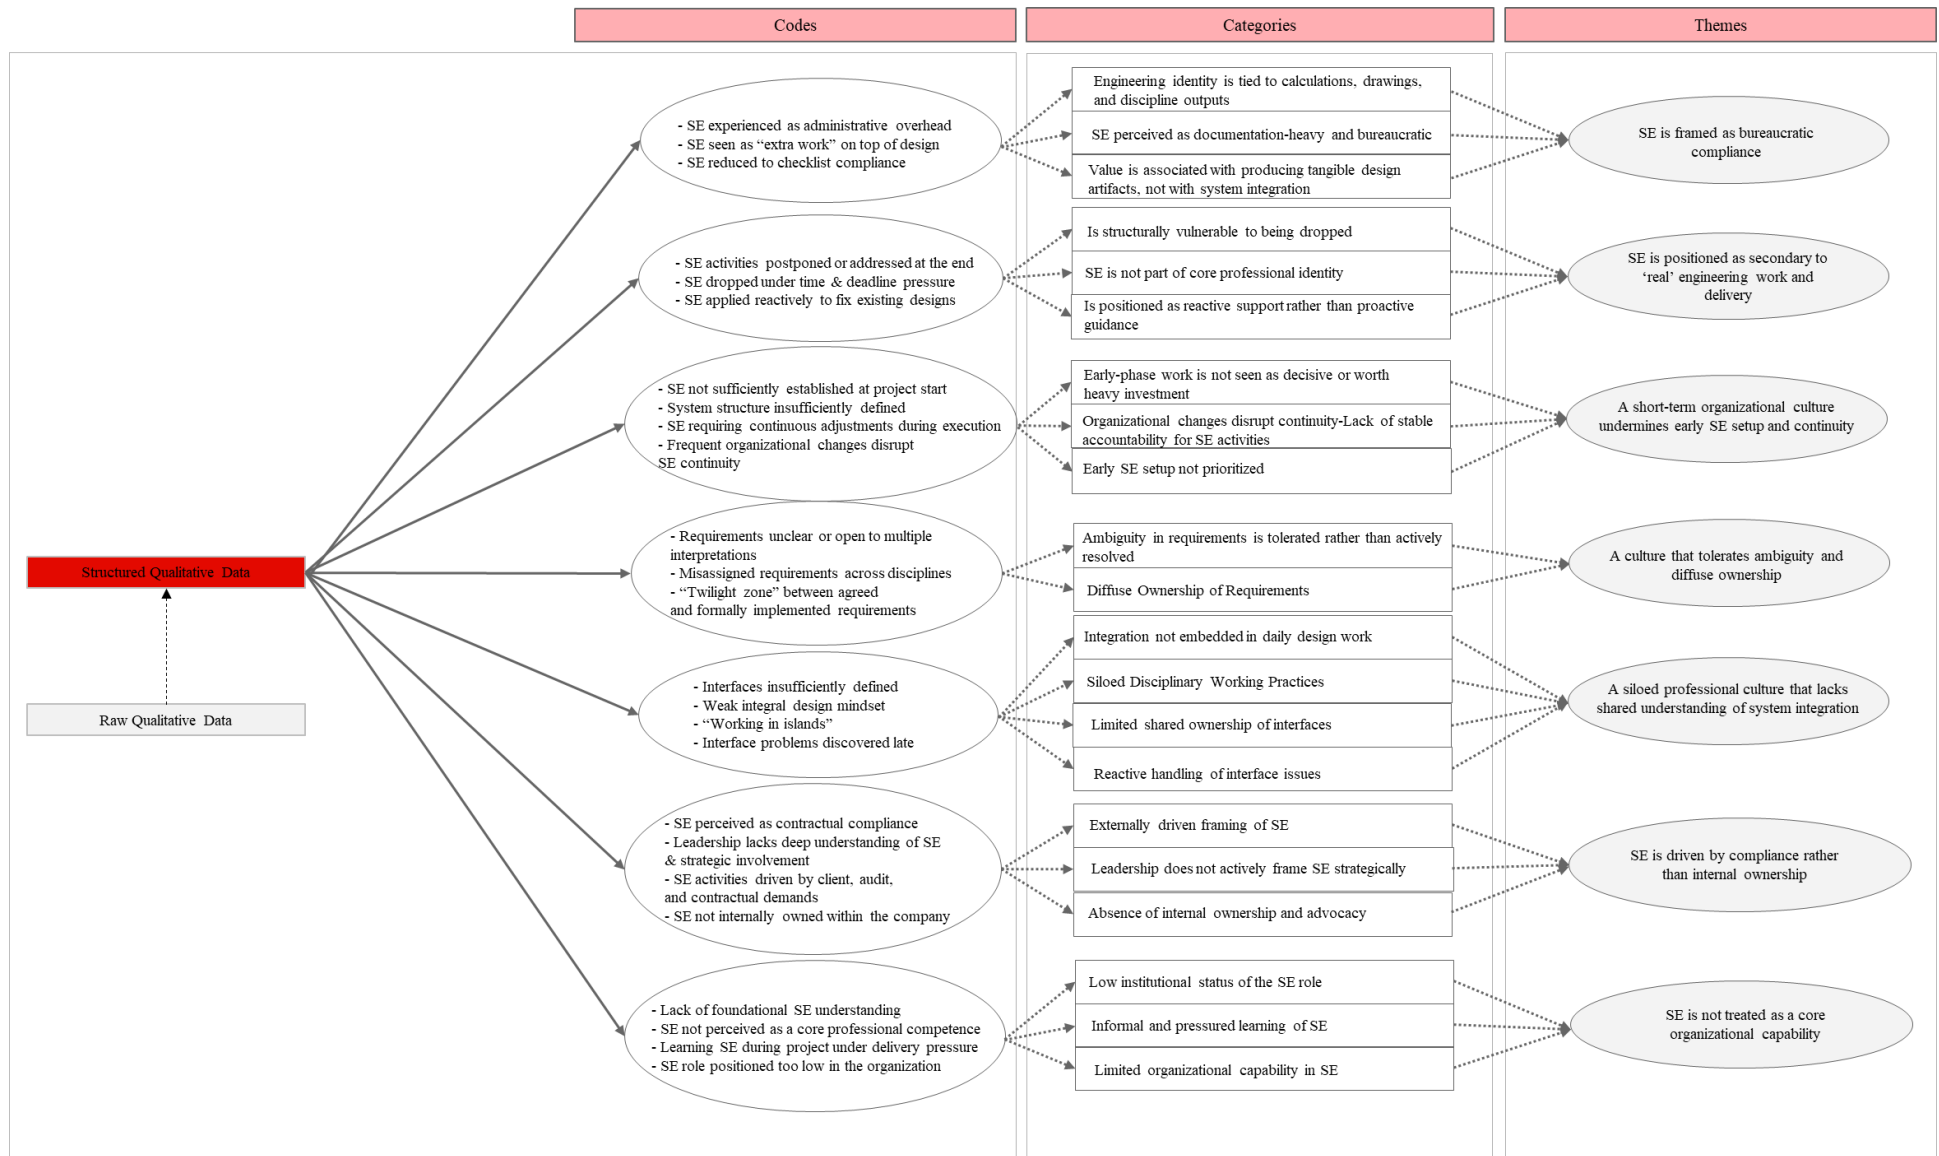 Codes
Categories
Themes
Structured Qualitative Data
Raw Qualitative Data
- SE experienced as administrative overhead
- SE seen as “extra work” on top of design
- SE reduced to checklist compliance
Engineering identity is tied to calculations, drawings,
and discipline outputs
SE perceived as documentation-heavy and bureaucratic
Value is associated with producing tangible design
artifacts, not with system integration
SE is framed as bureaucratic
compliance
- SE activities postponed or addressed at the end
- SE dropped under time & deadline pressure
- SE applied reactively to fix existing designs
Is structurally vulnerable to being dropped
SE is not part of core professional identity
Is positioned as reactive support rather than proactive
guidance
SE is positioned as secondary to
‘real’ engineering work and
delivery
- SE not sufficiently established at project start
- System structure insufficiently defined
- SE requiring continuous adjustments during execution
- Frequent organizational changes disrupt
SE continuity
Early-phase work is not seen as decisive or worth
heavy investment
Organizational changes disrupt continuity-Lack of stable
accountability for SE activities
Early SE setup not prioritized
A short-term organizational culture
undermines early SE setup and continuity
- Requirements unclear or open to multiple
interpretations
- Misassigned requirements across disciplines
- “Twilight zone” between agreed
and formally implemented requirements
Ambiguity in requirements is tolerated rather than actively
resolved
Diffuse Ownership of Requirements
A culture that tolerates ambiguity and
diffuse ownership
- Interfaces insufficiently defined
- Weak integral design mindset
- “Working in islands”
- Interface problems discovered late
Integration not embedded in daily design work
Siloed Disciplinary Working Practices
Limited shared ownership of interfaces
Reactive handling of interface issues
A siloed professional culture that lacks
shared understanding of system integration
- SE perceived as contractual compliance
- Leadership lacks deep understanding of SE
& strategic involvement
- SE activities driven by client, audit,
and contractual demands
- SE not internally owned within the company
Externally driven framing of SE
Leadership does not actively frame SE strategically
Absence of internal ownership and advocacy
SE is driven by compliance rather
than internal ownership
- Lack of foundational SE understanding
- SE not perceived as a core professional competence
- Learning SE during project under delivery pressure
- SE role positioned too low in the organization
Low institutional status of the SE role
Informal and pressured learning of SE
Limited organizational capability in SE
SE is not treated as a core
organizational capability